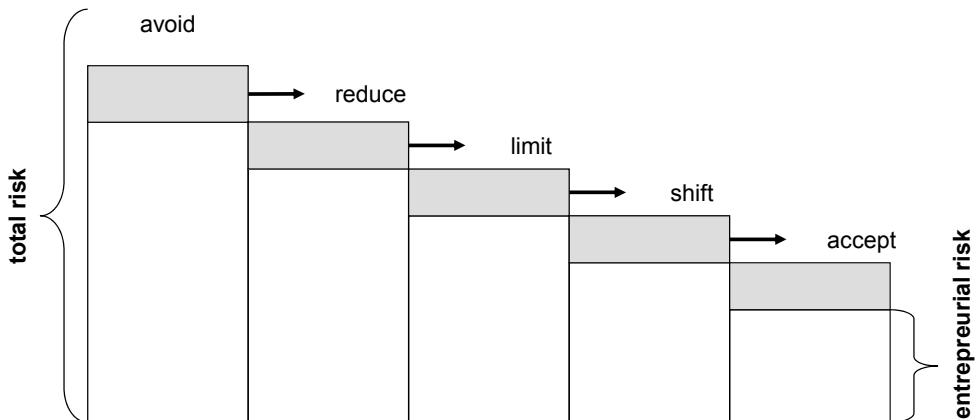 avoid
reduce
limit
shift
accept
total risk
entrepreurial risk